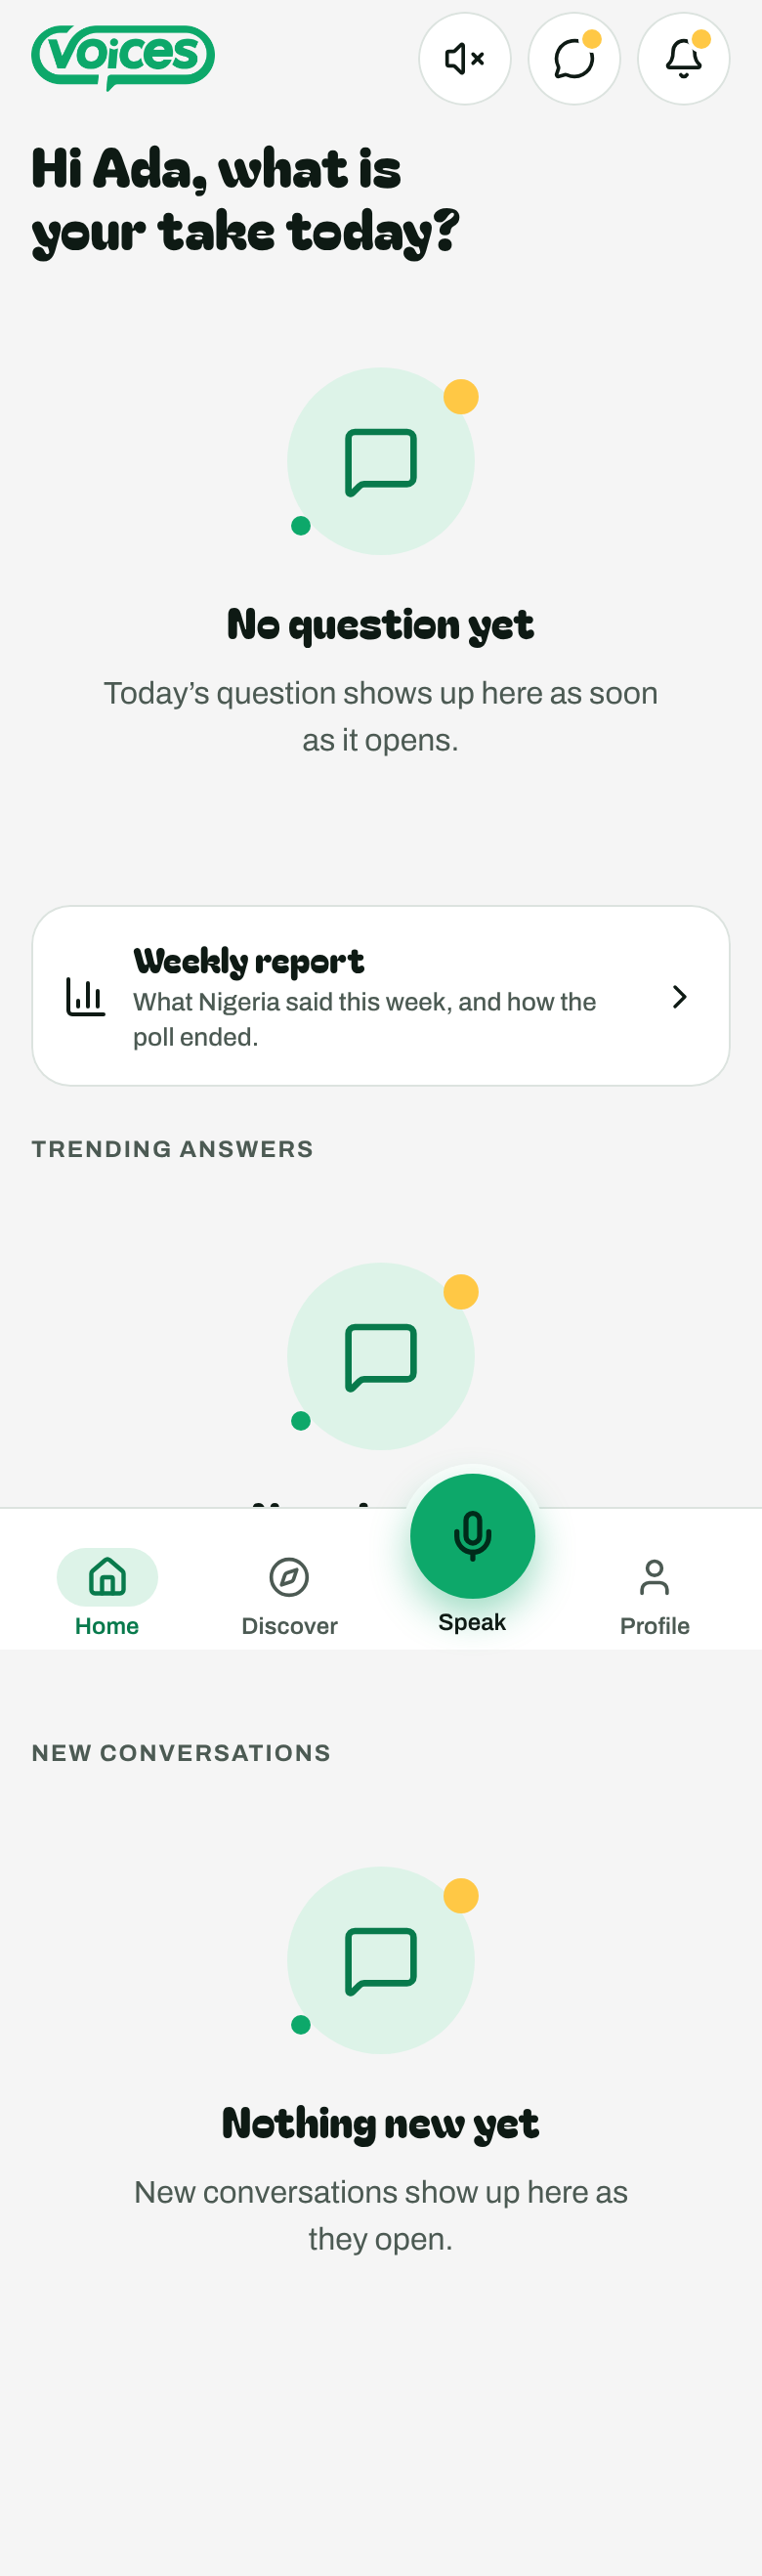 Voices
Hi Ada, what is
your take today?
No question yet
Today’s question shows up here as soon
as it opens.
Weekly report
What Nigeria said this week, and how the
poll ended.
TRENDING ANSWERS
Home
Discover
Speak
Profile
NEW CONVERSATIONS
Nothing new yet
New conversations show up here as
they open.